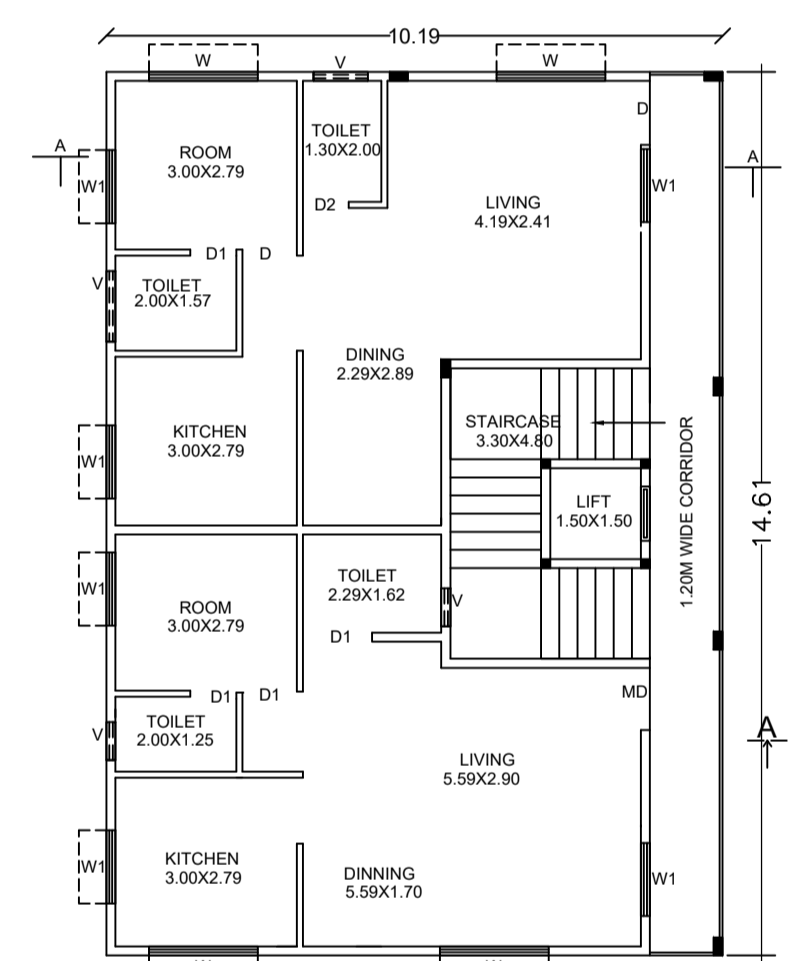 10.19
W
V
W
A
ROOM
3.00X2.79
TOILET
1.30X2.00
D
A
W1
D2
LIVING
4.19X2.41
W1
D1
D
V
TOILET
2.00X1.57
DINING
2.29X2.89
KITCHEN
3.00X2.79
W1
STAIRCASE
3.30X4.80
LIFT
1.50X1.50
1.20M WIDE CORRIDOR
14.61
W1
ROOM
3.00X2.79
TOILET
2.29X1.62
V
D1
D1
D1
MD
V
TOILET
2.00X1.25
A
LIVING
5.59X2.90
W1
KITCHEN
3.00X2.79
DINNING
5.59X1.70
W1